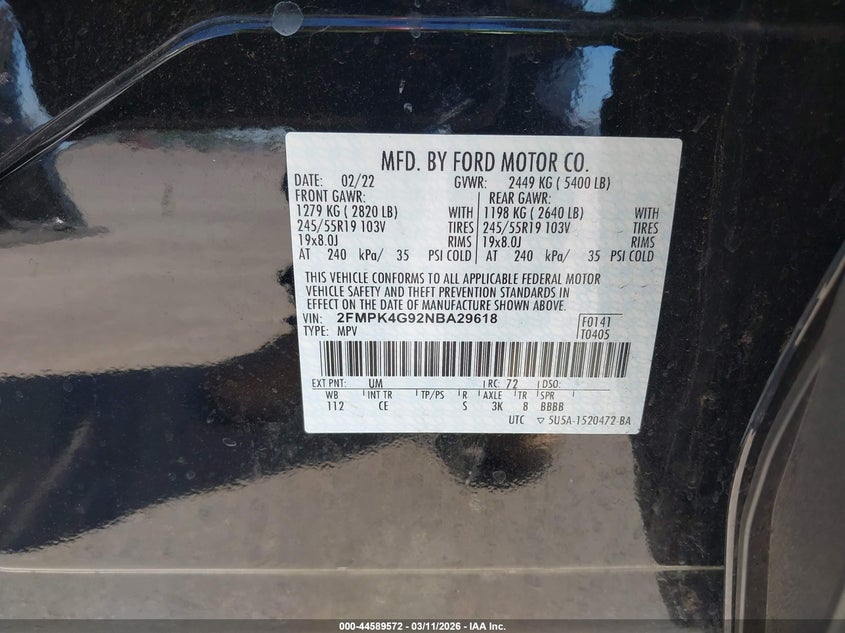 MFD. BY FORD MOTOR CO.
DATE: 02/22 GVWR: 2449 KG ( 5400 LB)
FRONT GAWR: REAR GAWR:
1279 KG ( 2820 LB) WITH 1198 KG ( 2640 LB) WITH
245/55R19 103V TIRES 245/55R19 103V TIRES
19x8.0J RIMS 19x8.0J RIMS
AT 240 kPa/ 35 PSI COLD AT 240 kPa/ 35 PSI COLD
THIS VEHICLE CONFORMS TO ALL APPLICABLE FEDERAL MOTOR
VEHICLE SAFETY AND THEFT PREVENTION STANDARDS IN
EFFECT ON THE DATE OF MANUFACTURE SHOWN ABOVE.
VIN: 2FMPK4G92NBA29618 F0141
TYPE: MPV T0405
EXT PNT: UM RC: 72 DSO:
WB INT TR TP/PS R AXLE TR SPR
112 CE S 3K 8 BBBB
UTC ▽ 5U5A-1520472-BA
000-44589572 — 03/11/2026 — IAA Inc.